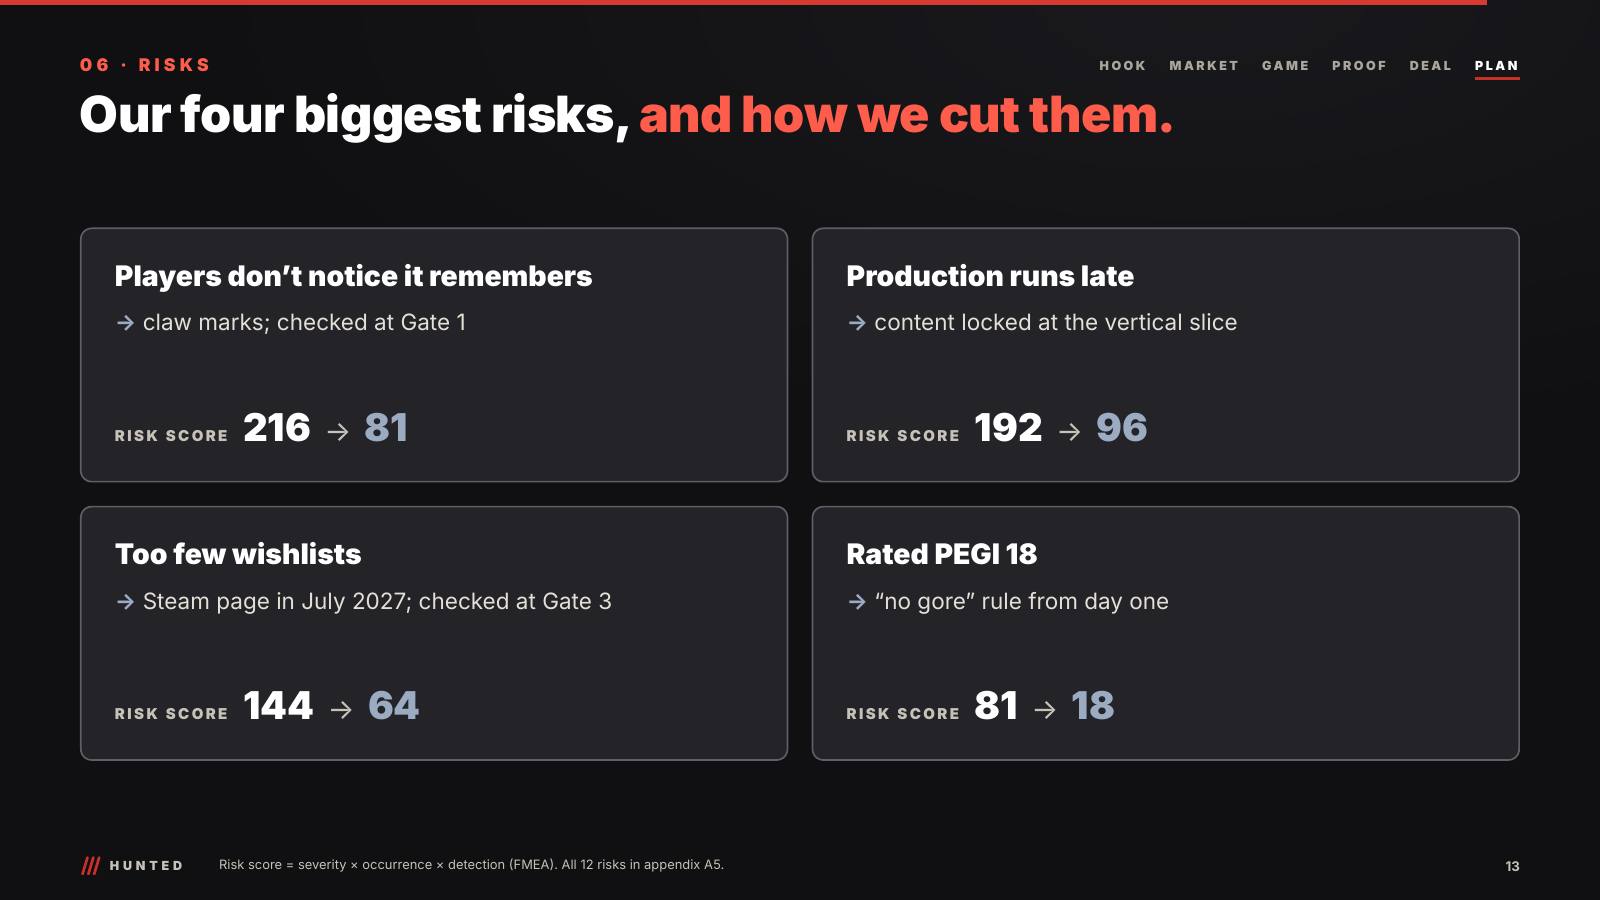 06 · RISKS
HOOK MARKET GAME PROOF DEAL PLAN
Our four biggest risks, and how we cut them.
Players don’t notice it remembers
→ claw marks; checked at Gate 1
RISK SCORE 216 → 81
Production runs late
→ content locked at the vertical slice
RISK SCORE 192 → 96
Too few wishlists
→ Steam page in July 2027; checked at Gate 3
RISK SCORE 144 → 64
Rated PEGI 18
→ “no gore” rule from day one
RISK SCORE 81 → 18
HUNTED
Risk score = severity × occurrence × detection (FMEA). All 12 risks in appendix A5.
13